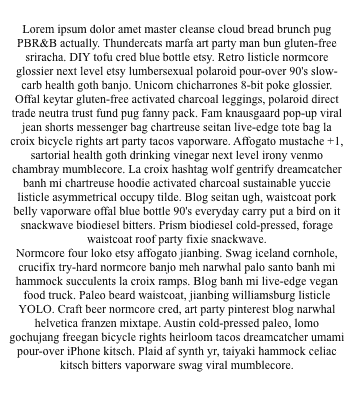 Lorem ipsum dolor amet master cleanse cloud bread brunch pug
PBR&B actually. Thundercats marfa art party man bun gluten-free
sriracha. DIY tofu cred blue bottle etsy. Retro listicle normcore
glossier next level etsy lumbersexual polaroid pour-over 90's slow-
carb health goth banjo. Unicorn chicharrones 8-bit poke glossier.
Offal keytar gluten-free activated charcoal leggings, polaroid direct
trade neutra trust fund pug fanny pack. Fam knausgaard pop-up viral
jean shorts messenger bag chartreuse seitan live-edge tote bag la
croix bicycle rights art party tacos vaporware. Affogato mustache +1,
sartorial health goth drinking vinegar next level irony venmo
chambray mumblecore. La croix hashtag wolf gentrify dreamcatcher
banh mi chartreuse hoodie activated charcoal sustainable yuccie
listicle asymmetrical occupy tilde. Blog seitan ugh, waistcoat pork
belly vaporware offal blue bottle 90's everyday carry put a bird on it
snackwave biodiesel bitters. Prism biodiesel cold-pressed, forage
waistcoat roof party fixie snackwave.
Normcore four loko etsy affogato jianbing. Swag iceland cornhole,
crucifix try-hard normcore banjo meh narwhal palo santo banh mi
hammock succulents la croix ramps. Blog banh mi live-edge vegan
food truck. Paleo beard waistcoat, jianbing williamsburg listicle
YOLO. Craft beer normcore cred, art party pinterest blog narwhal
helvetica franzen mixtape. Austin cold-pressed paleo, lomo
gochujang freegan bicycle rights heirloom tacos dreamcatcher umami
pour-over iPhone kitsch. Plaid af synth yr, taiyaki hammock celiac
kitsch bitters vaporware swag viral mumblecore.